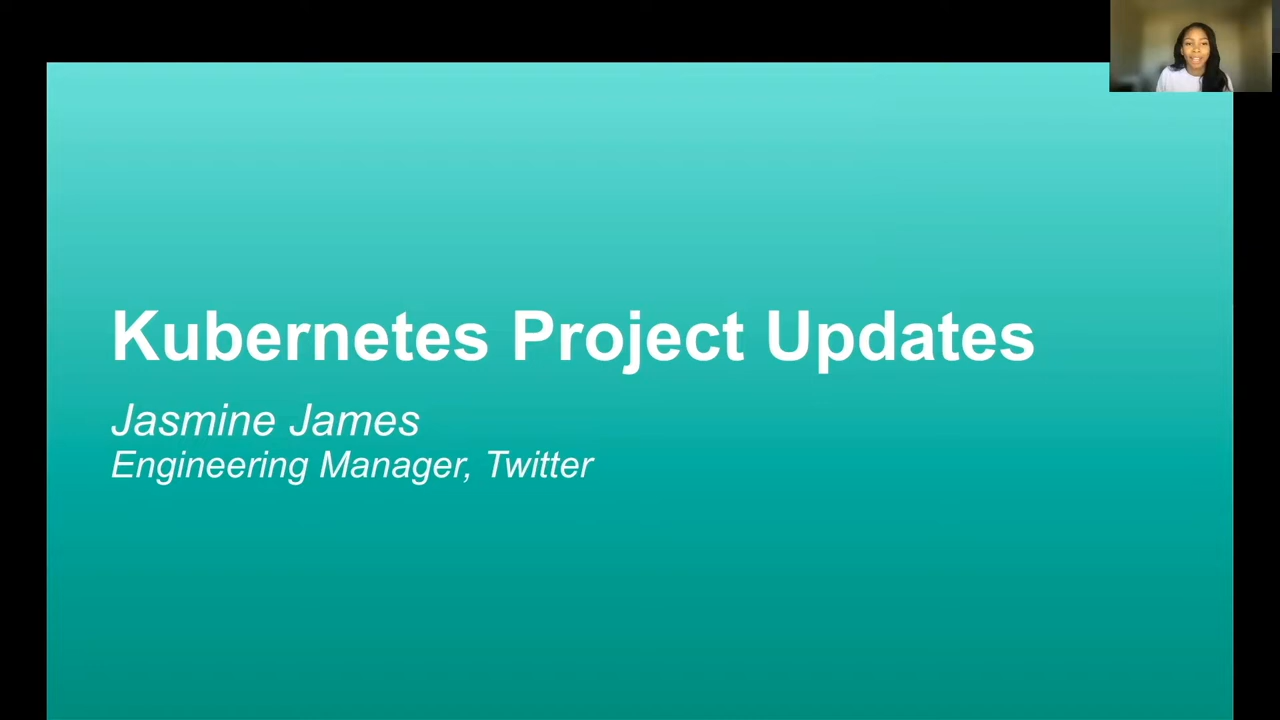 Kubernetes Project Updates
Jasmine James
Engineering Manager, Twitter